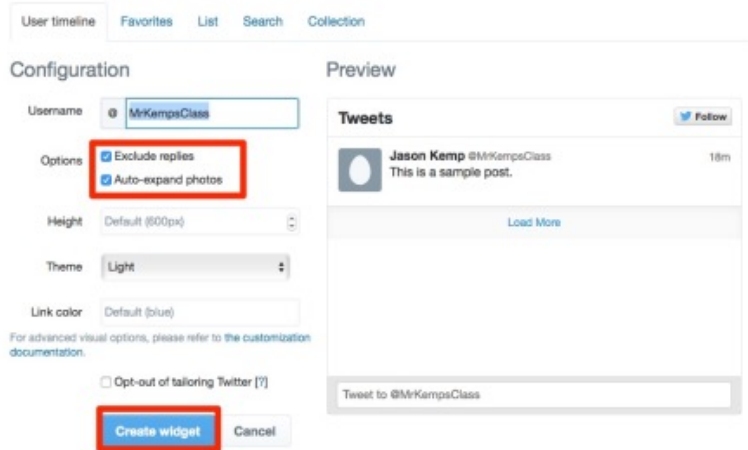 User timeline Favorites List Search Collection
Configuration
Username @ MrKempsClass
Options Exclude replies
Auto-expand photos
Height Default (600px)
Theme Light
Link color Default (blue)
For advanced visual options, please refer to the customization
documentation.
Opt-out of tailoring Twitter [?]
Create widget Cancel
Preview
Tweets Follow
Jason Kemp @MrKempsClass 18m
This is a sample post.
Load More
Tweet to @MrKempsClass